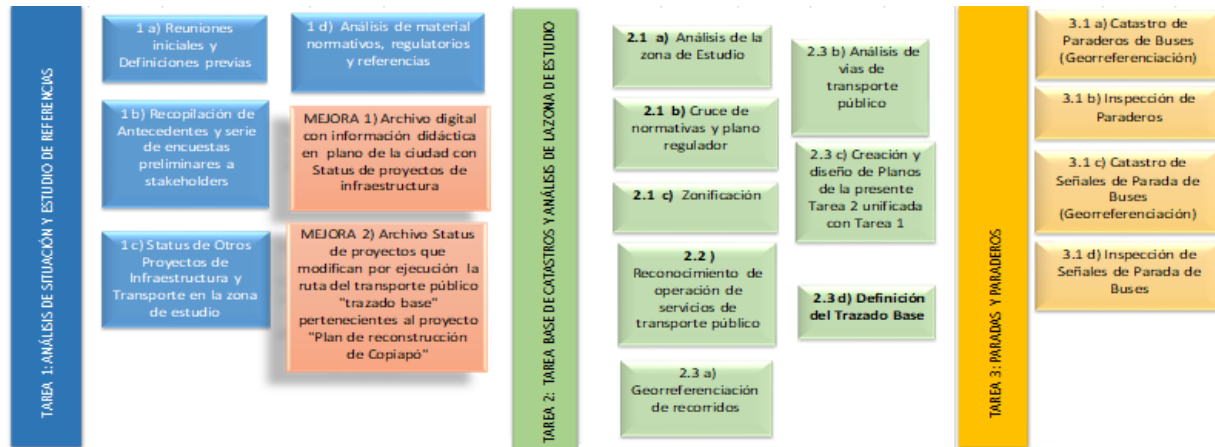 TAREA 1: ANÁLISIS DE SITUACIÓN Y ESTUDIO DE REFERENCIAS
1 a) Reuniones
iniciales y
Definiciones previas
1 b) Recopilación de
Antecedentes y serie
de encuestas
preliminares a
stakeholders
1 c) Status de Otros
Proyectos de
Infraestructura y
Transporte en la zona
de estudio
1 d) Análisis de material
normativos, regulatorios
y referencias
MEJORA 1) Archivo digital
con información didáctica
en plano de la ciudad con
Status de proyectos de
infraestructura
MEJORA 2) Archivo Status
de proyectos que
modifican por ejecución la
ruta del transporte público
"trazado base"
pertenecientes al proyecto
"Plan de reconstrucción
de Copiapó"
TAREA 2: TAREA BASE DE CATASTROS Y ANÁLISIS DE LAZONA DE ESTUDIO
2.1 a) Análisis de la
zona de Estudio
2.1 b) Cruce de
normativas y plano
regulador
2.1 c) Zonificación
2.2 )
Reconocimiento de
operación de
servicios de
transporte público
2.3 a)
Georreferenciación
de recorridos
2.3 b) Análisis de
vías de
transporte
público
2.3 c) Creación y
diseño de Planos
de la presente
Tarea 2 unificada
con Tarea 1
2.3 d) Definición
del Trazado Base
TAREA 3: PARADAS Y PARADEROS
3.1 a) Catastro de
Paraderos de Buses
(Georreferenciación)
3.1 b) Inspección de
Paraderos
3.1 c) Catastro de
Señales de Parada de
Buses
(Georreferenciación)
3.1 d) Inspección de
Señales de Parada de
Buses